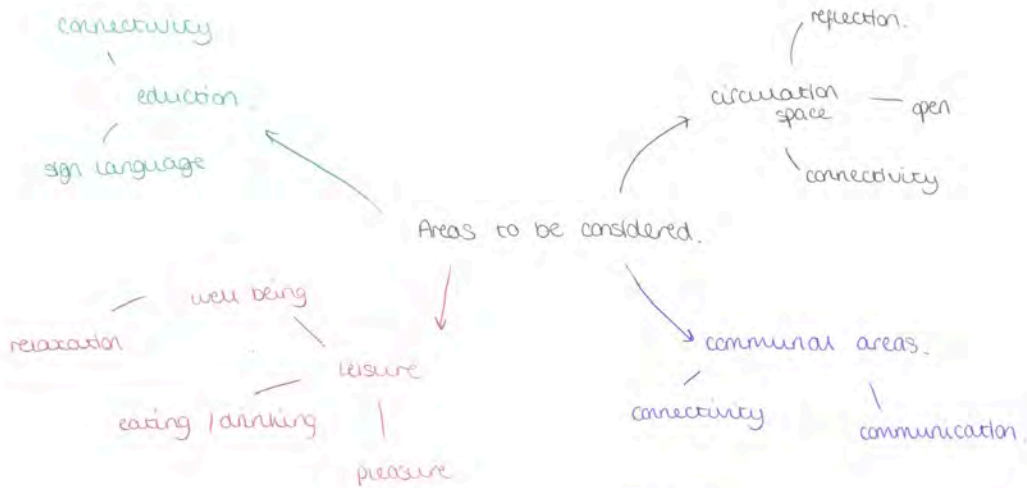 connectivity
eduction.
sign language
reflection.
circulation
space
open
connectivity
Areas to be considered.
well being
relaxation
leisure
eating / drinking
pleasure
communal areas.
connectivity
communication.